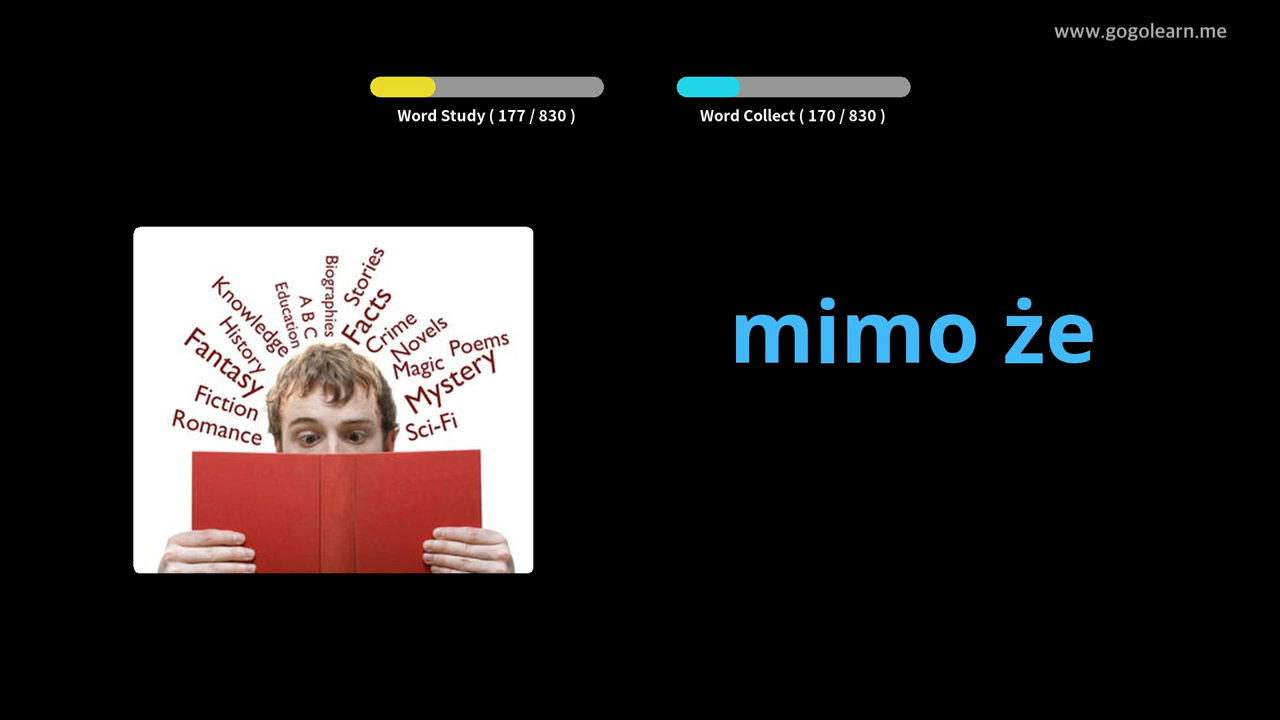 www.gogolearn.me
Word Study ( 177 / 830 )
Word Collect ( 170 / 830 )
Knowledge
History
Fantasy
Fiction
Romance
Education
A B C
Biographies
Stories
Facts
Crime
Novels
Magic
Poems
Mystery
Sci-Fi
mimo że